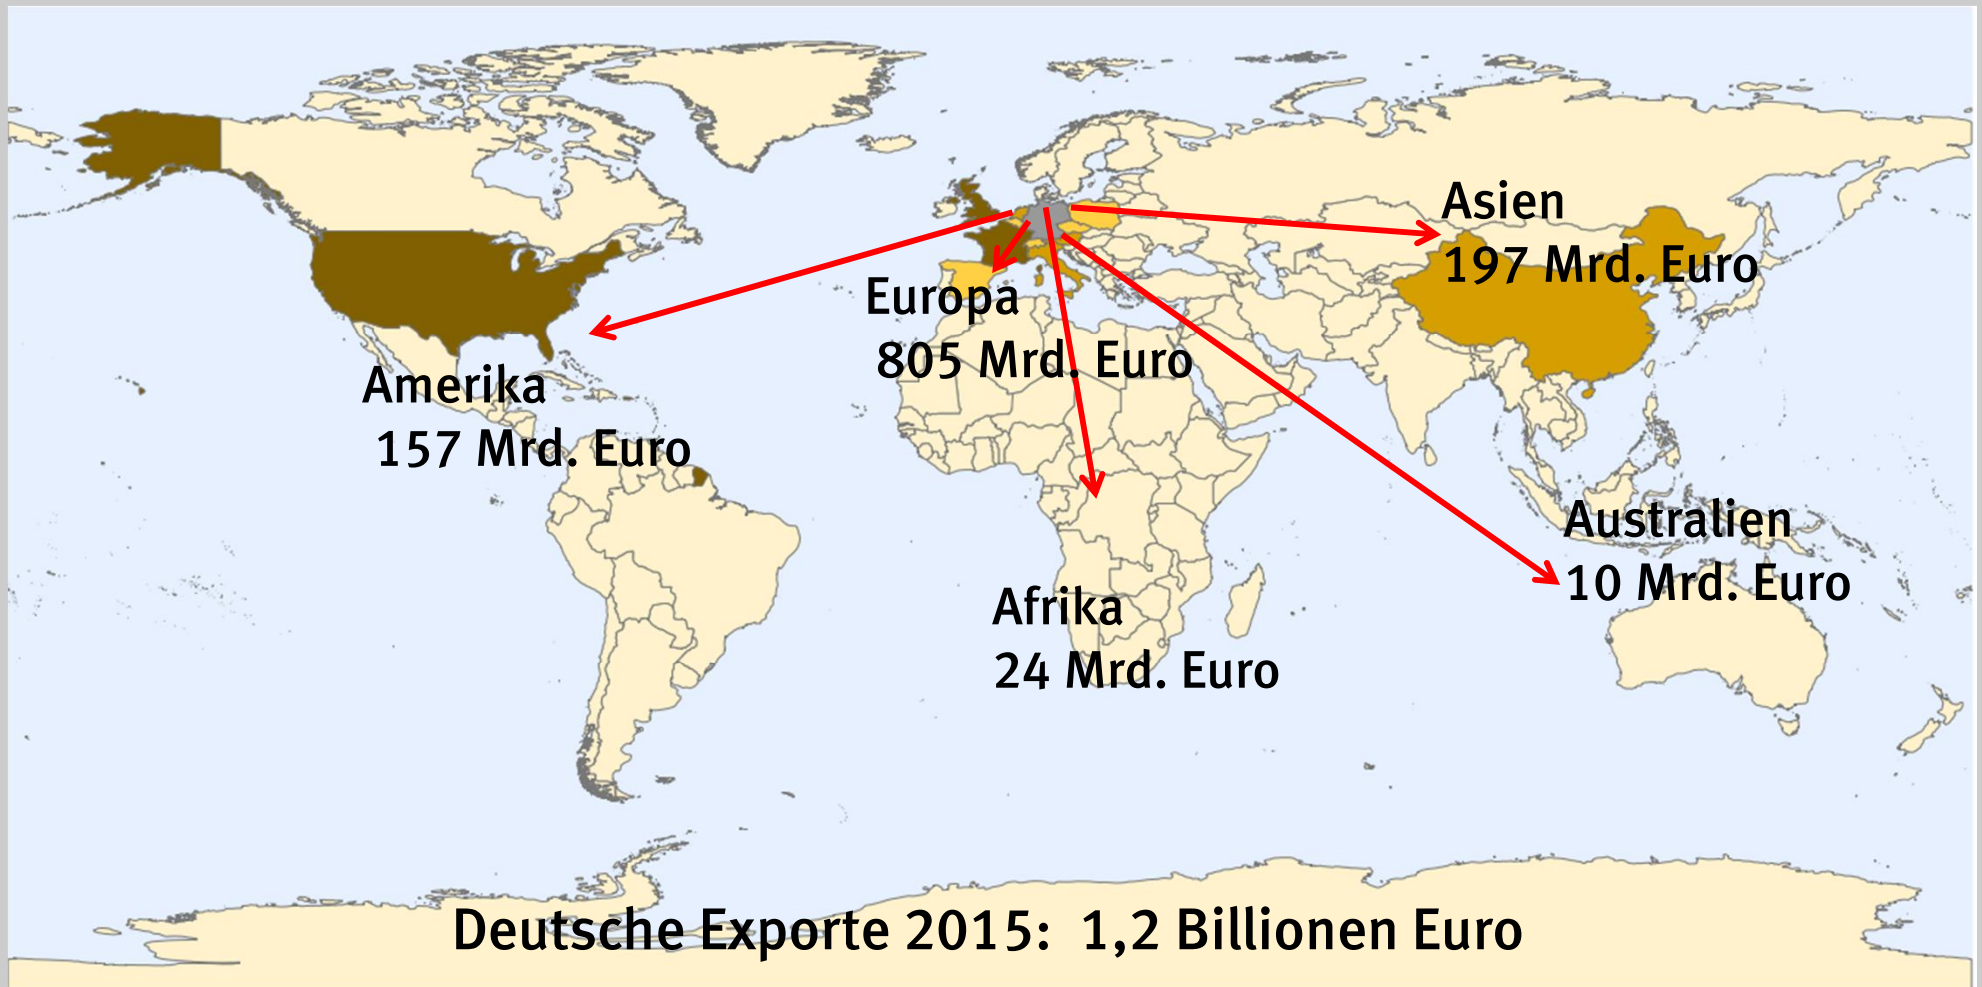 Asien
197 Mrd. Euro
Europa
805 Mrd. Euro
Amerika
157 Mrd. Euro
Australien
10 Mrd. Euro
Afrika
24 Mrd. Euro
Deutsche Exporte 2015: 1,2 Billionen Euro